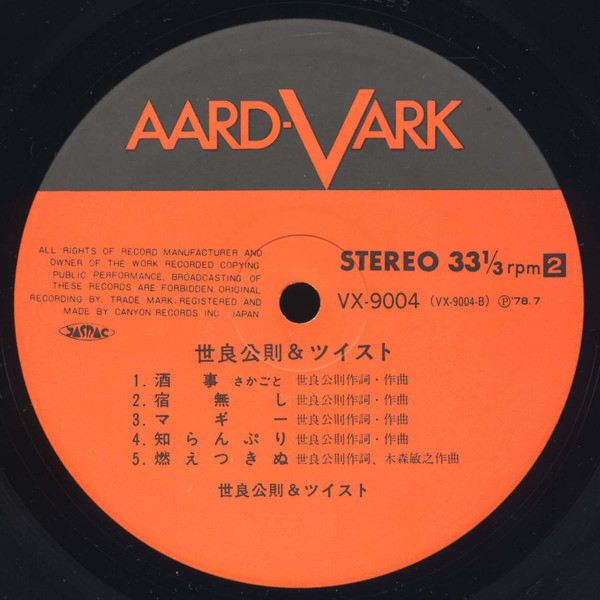 AARD-VARK
ALL RIGHTS OF RECORD MANUFACTURER AND
OWNER OF THE WORK RECORDED COPYING
PUBLIC PERFORMANCE, BROADCASTING OF
THESE RECORDS ARE FORBIDDEN ORIGINAL
RECORDING BY. TRADE MARK. REGISTERED AND
MADE BY CANYON RECORDS INC. JAPAN
JASRAC
STEREO 33⅓ rpm 2
VX-9004 (VX-9004-B) Ⓟ'78.7
世良公則&ツイスト
1. 酒事 さかごと 世良公則作詞・作曲
2. 宿無し 世良公則作詞・作曲
3. マギー 世良公則作詞・作曲
4. 知らんぷり 世良公則作詞・作曲
5. 燃えつきぬ 世良公則作詞、木森敏之作曲
世良公則&ツイスト